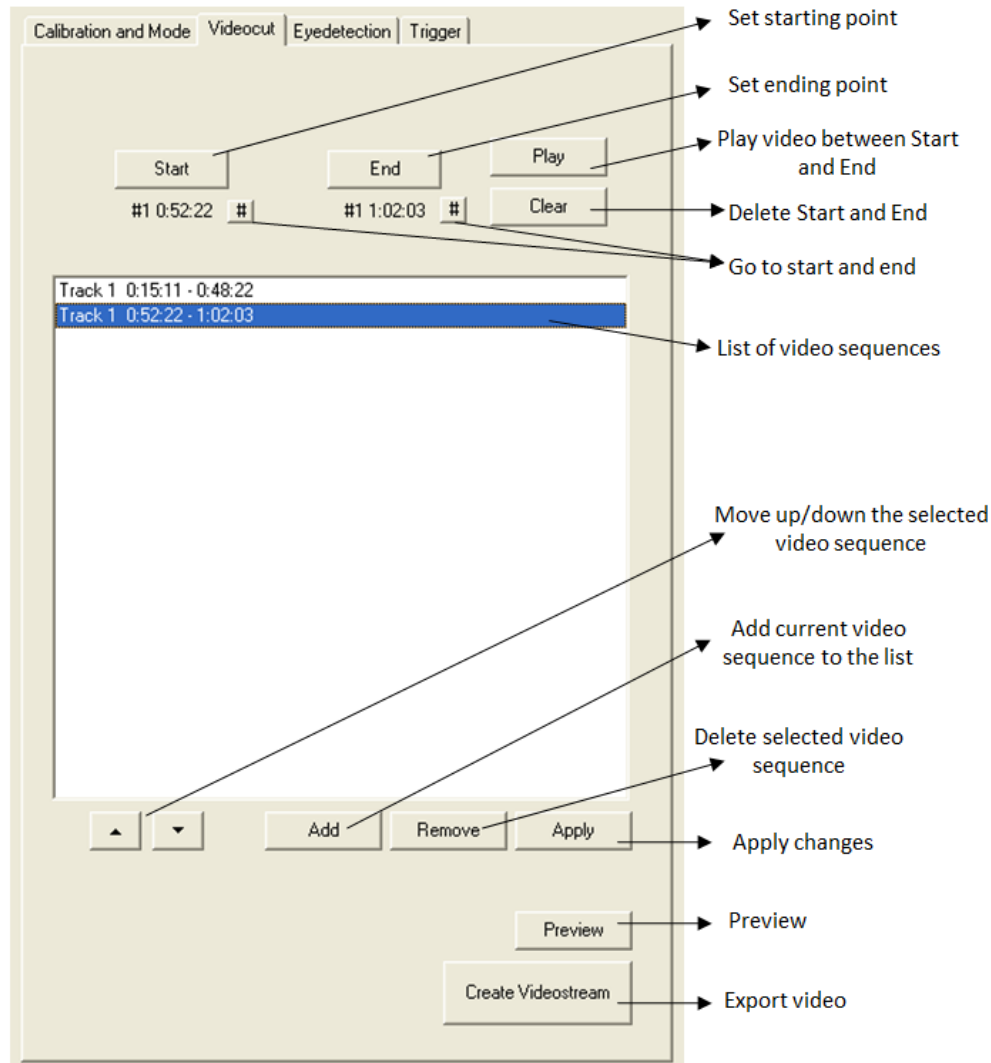 Calibration and Mode Videocut Eyedetection Trigger
Set starting point
Set ending point
Play video between Start
and End
Start
End
Play
#1 0:52:22 #
#1 1:02:03 #
Clear
Delete Start and End
Go to start and end
Track 1 0:15:11 - 0:48:22
Track 1 0:52:22 - 1:02:03
List of video sequences
Move up/down the selected
video sequence
Add current video
sequence to the list
Delete selected video
sequence
Add
Remove
Apply
Apply changes
Preview
Preview
Create Videostream
Export video